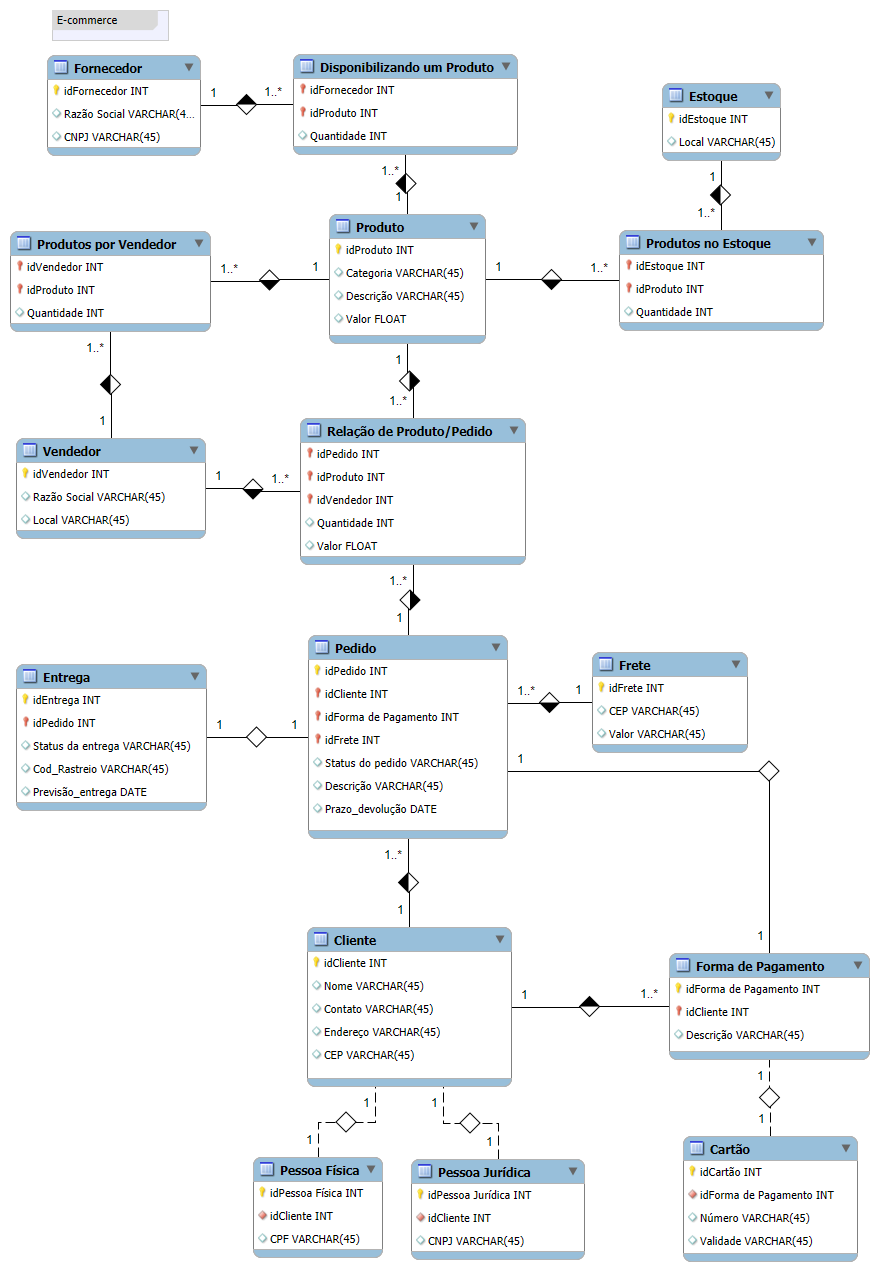 E-commerce
Fornecedor
idFornecedor INT
Razão Social VARCHAR(4...
CNPJ VARCHAR(45)
1
1..*
Disponibilizando um Produto
idFornecedor INT
idProduto INT
Quantidade INT
Estoque
idEstoque INT
Local VARCHAR(45)
1..*
1
1
1..*
Produtos por Vendedor
idVendedor INT
idProduto INT
Quantidade INT
1..*
1
Produto
idProduto INT
Categoria VARCHAR(45)
Descrição VARCHAR(45)
Valor FLOAT
1
1..*
Produtos no Estoque
idEstoque INT
idProduto INT
Quantidade INT
1..*
1
1
1..*
Vendedor
idVendedor INT
Razão Social VARCHAR(45)
Local VARCHAR(45)
1
1..*
Relação de Produto/Pedido
idPedido INT
idProduto INT
idVendedor INT
Quantidade INT
Valor FLOAT
1..*
1
Entrega
idEntrega INT
idPedido INT
Status da entrega VARCHAR(45)
Cod_Rastreio VARCHAR(45)
Previsão_entrega DATE
1
1
Pedido
idPedido INT
idCliente INT
idForma de Pagamento INT
idFrete INT
Status do pedido VARCHAR(45)
Descrição VARCHAR(45)
Prazo_devolução DATE
1..*
1
Frete
idFrete INT
CEP VARCHAR(45)
Valor VARCHAR(45)
1
1
1..*
1
Cliente
idCliente INT
Nome VARCHAR(45)
Contato VARCHAR(45)
Endereço VARCHAR(45)
CEP VARCHAR(45)
1
1..*
Forma de Pagamento
idForma de Pagamento INT
idCliente INT
Descrição VARCHAR(45)
1
1
1
1
1
1
Pessoa Física
idPessoa Física INT
idCliente INT
CPF VARCHAR(45)
Pessoa Jurídica
idPessoa Jurídica INT
idCliente INT
CNPJ VARCHAR(45)
Cartão
idCartão INT
idForma de Pagamento INT
Número VARCHAR(45)
Validade VARCHAR(45)